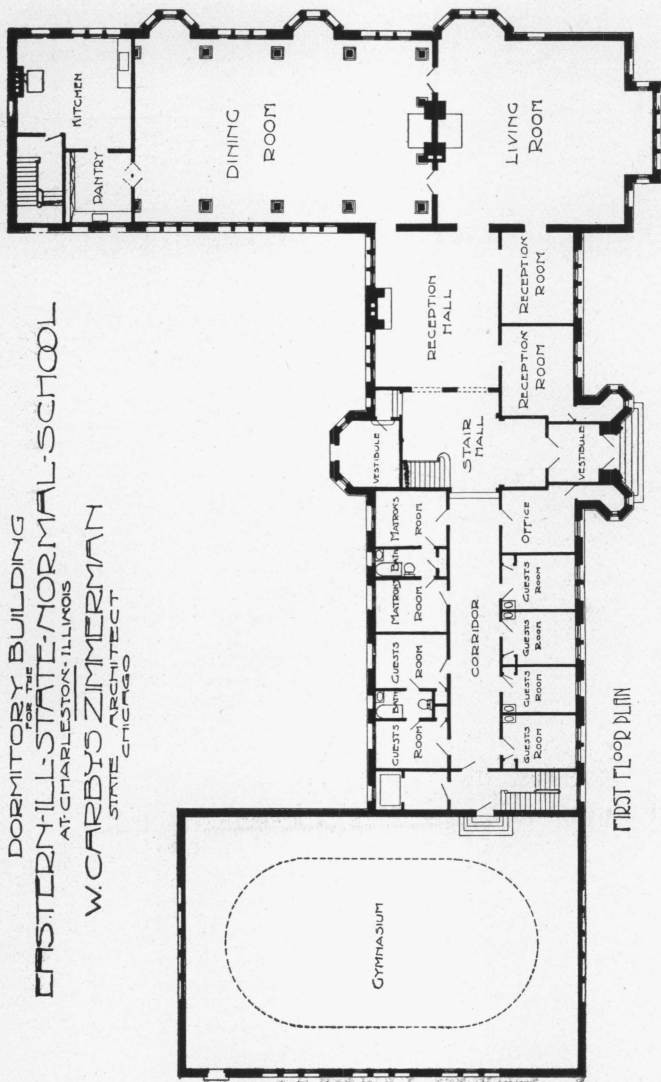 DORMITORY BUILDING
FOR THE
EASTERN-ILL-STATE-NORMAL-SCHOOL
AT-CHARLESTON-ILLINOIS
W. CARBYS ZIMMERMAN
STATE ARCHITECT
CHICAGO
KITCHEN
PANTRY
DINING
ROOM
LIVING
ROOM
RECEPTION
HALL
RECEPTION
ROOM
RECEPTION
ROOM
VESTIBULE
STAIR
HALL
VESTIBULE
MATRONS
ROOM
BATH
MATRONS
ROOM
GUESTS
ROOM
BATH
GUESTS
ROOM
CORRIDOR
OFFICE
GUESTS
ROOM
GUESTS
ROOM
GUESTS
ROOM
GUESTS
ROOM
GYMNASIUM
FIRST FLOOR PLAN